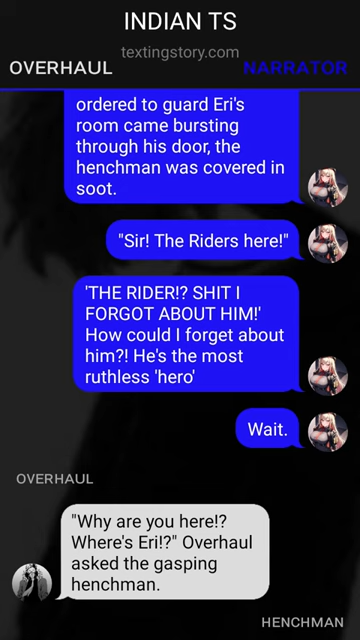 INDIAN TS
textingstory.com
OVERHAUL
NARRATOR
ordered to guard Eri's
room came bursting
through his door, the
henchman was covered in
soot.
"Sir! The Riders here!"
'THE RIDER!? SHIT I
FORGOT ABOUT HIM!'
How could I forget about
him?! He's the most
ruthless 'hero'
Wait.
OVERHAUL
"Why are you here!?
Where's Eri!?" Overhaul
asked the gasping
henchman.
HENCHMAN